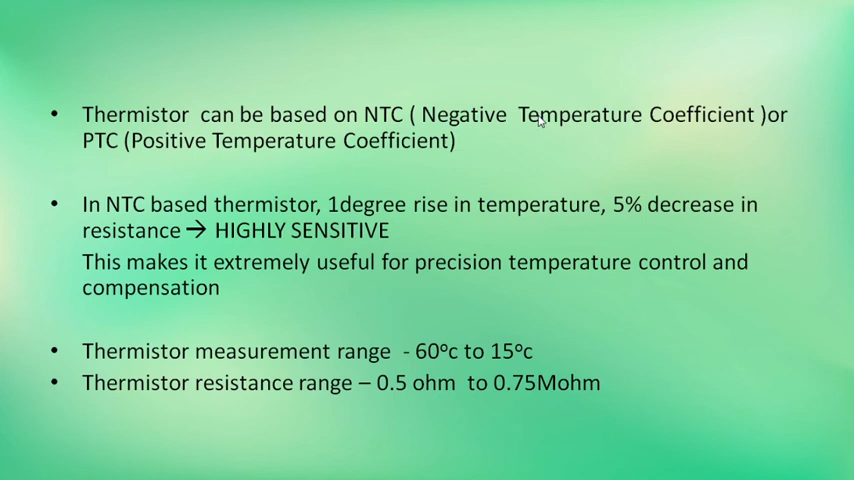 • Thermistor  can be based on NTC ( Negative  Temperature Coefficient )or
PTC (Positive Temperature Coefficient)
• In NTC based thermistor, 1degree rise in temperature, 5% decrease in
resistance → HIGHLY SENSITIVE
This makes it extremely useful for precision temperature control and
compensation
• Thermistor measurement range  - 60ºc to 15ºc
• Thermistor resistance range – 0.5 ohm  to 0.75Mohm